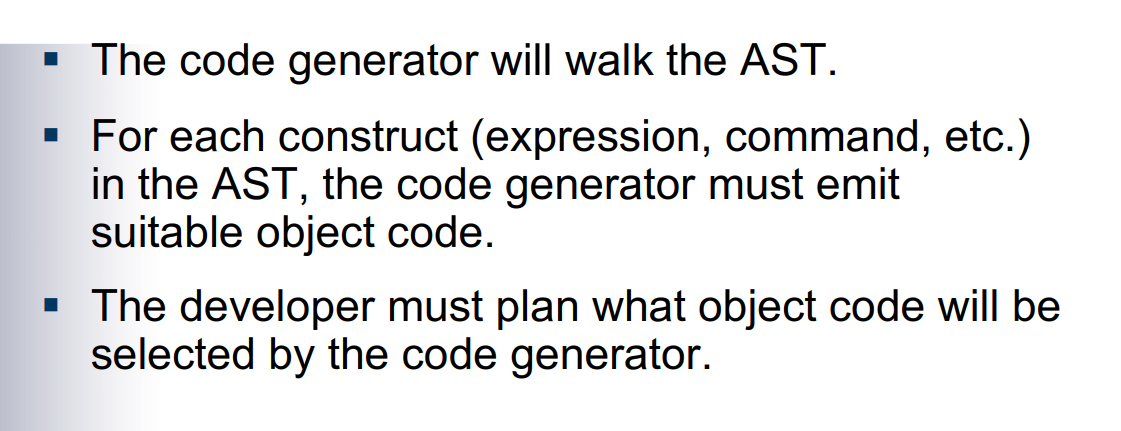 ▪ The code generator will walk the AST.
▪ For each construct (expression, command, etc.)
in the AST, the code generator must emit
suitable object code.
▪ The developer must plan what object code will be
selected by the code generator.